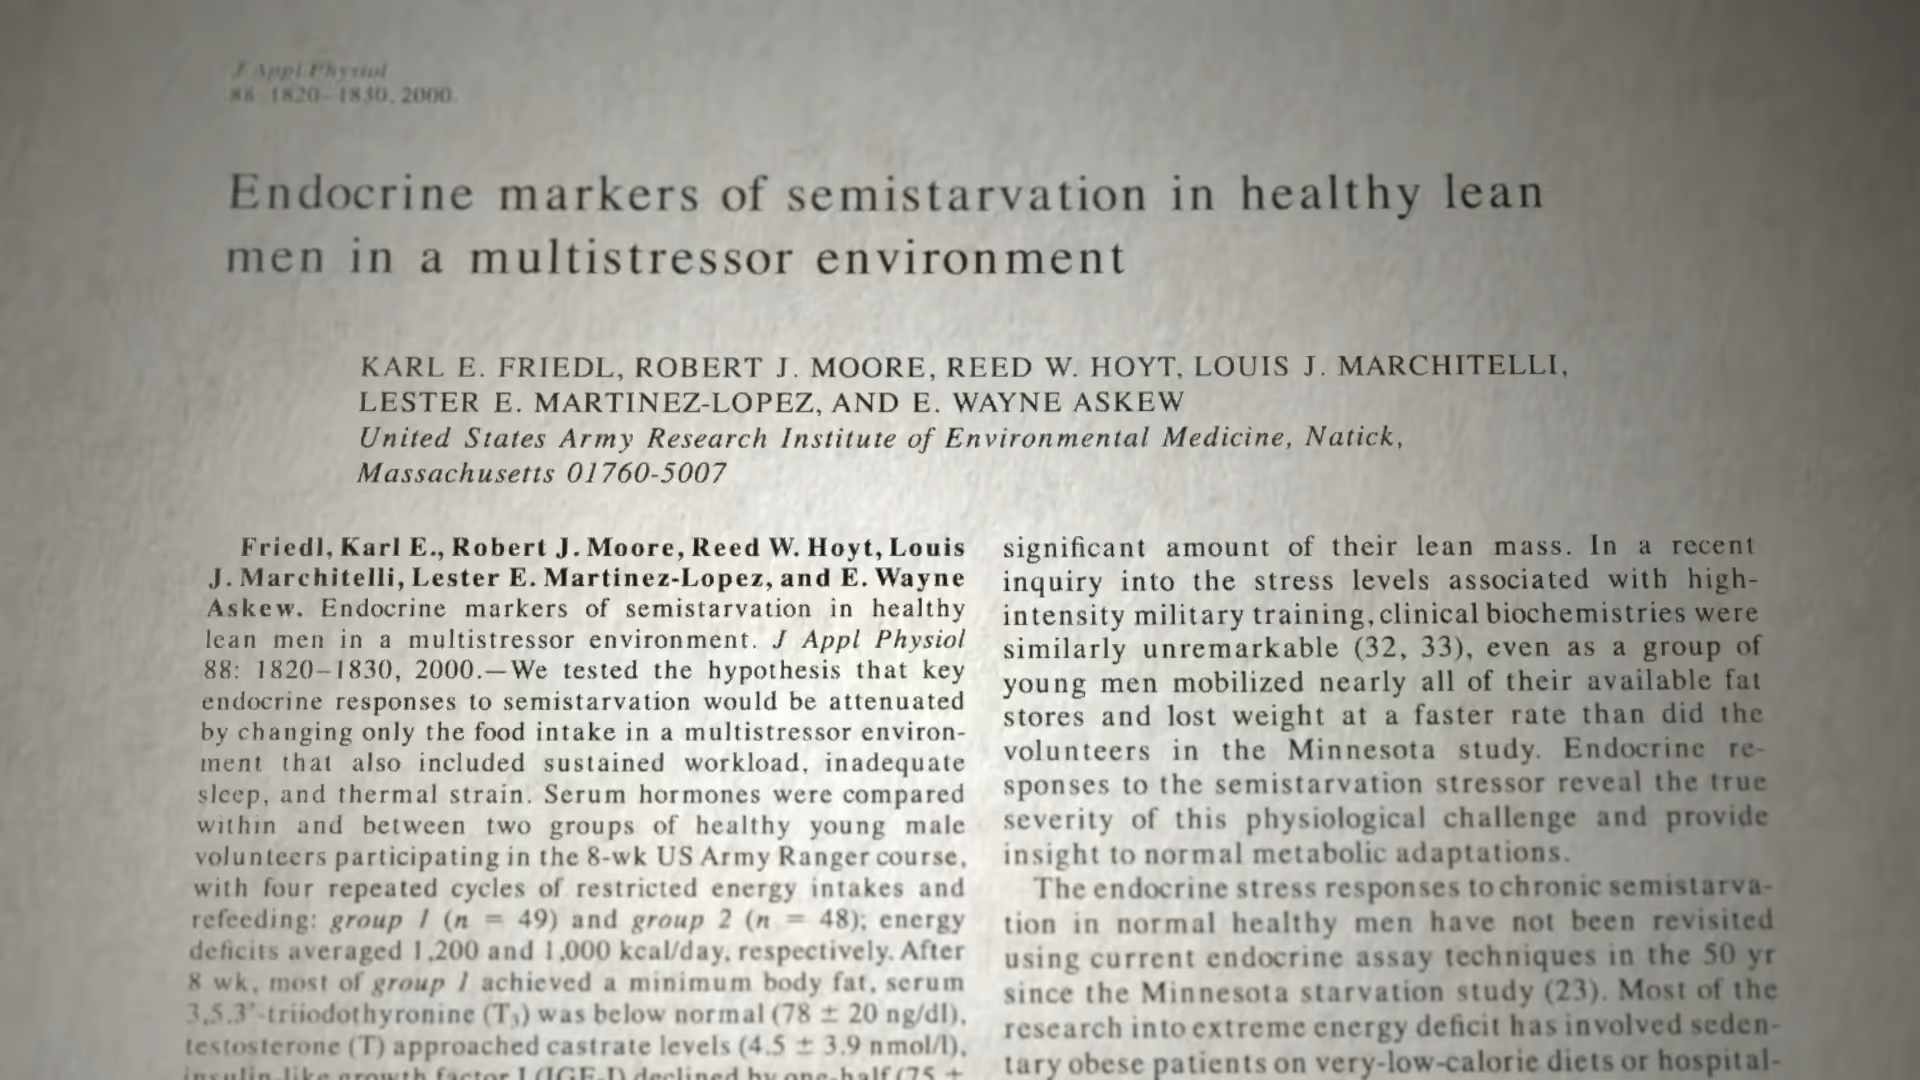 J Appl Physiol
88: 1820–1830, 2000.
Endocrine markers of semistarvation in healthy lean
men in a multistressor environment
KARL E. FRIEDL, ROBERT J. MOORE, REED W. HOYT, LOUIS J. MARCHITELLI,
LESTER E. MARTINEZ-LOPEZ, AND E. WAYNE ASKEW
United States Army Research Institute of Environmental Medicine, Natick,
Massachusetts 01760-5007
Friedl, Karl E., Robert J. Moore, Reed W. Hoyt, Louis
J. Marchitelli, Lester E. Martinez-Lopez, and E. Wayne
Askew. Endocrine markers of semistarvation in healthy
lean men in a multistressor environment. J Appl Physiol
88: 1820–1830, 2000.—We tested the hypothesis that key
endocrine responses to semistarvation would be attenuated
by changing only the food intake in a multistressor environ-
ment that also included sustained workload, inadequate
sleep, and thermal strain. Serum hormones were compared
within and between two groups of healthy young male
volunteers participating in the 8-wk US Army Ranger course,
with four repeated cycles of restricted energy intakes and
refeeding: group 1 (n = 49) and group 2 (n = 48); energy
deficits averaged 1,200 and 1,000 kcal/day, respectively. After
8 wk, most of group 1 achieved a minimum body fat, serum
3,5,3'-triiodothyronine (T3) was below normal (78 ± 20 ng/dl),
testosterone (T) approached castrate levels (4.5 ± 3.9 nmol/l),
insulin-like growth factor I (IGF-I) declined by one-half (75 ±
significant amount of their lean mass. In a recent
inquiry into the stress levels associated with high-
intensity military training, clinical biochemistries were
similarly unremarkable (32, 33), even as a group of
young men mobilized nearly all of their available fat
stores and lost weight at a faster rate than did the
volunteers in the Minnesota study. Endocrine re-
sponses to the semistarvation stressor reveal the true
severity of this physiological challenge and provide
insight to normal metabolic adaptations.
The endocrine stress responses to chronic semistarva-
tion in normal healthy men have not been revisited
using current endocrine assay techniques in the 50 yr
since the Minnesota starvation study (23). Most of the
research into extreme energy deficit has involved seden-
tary obese patients on very-low-calorie diets or hospital-